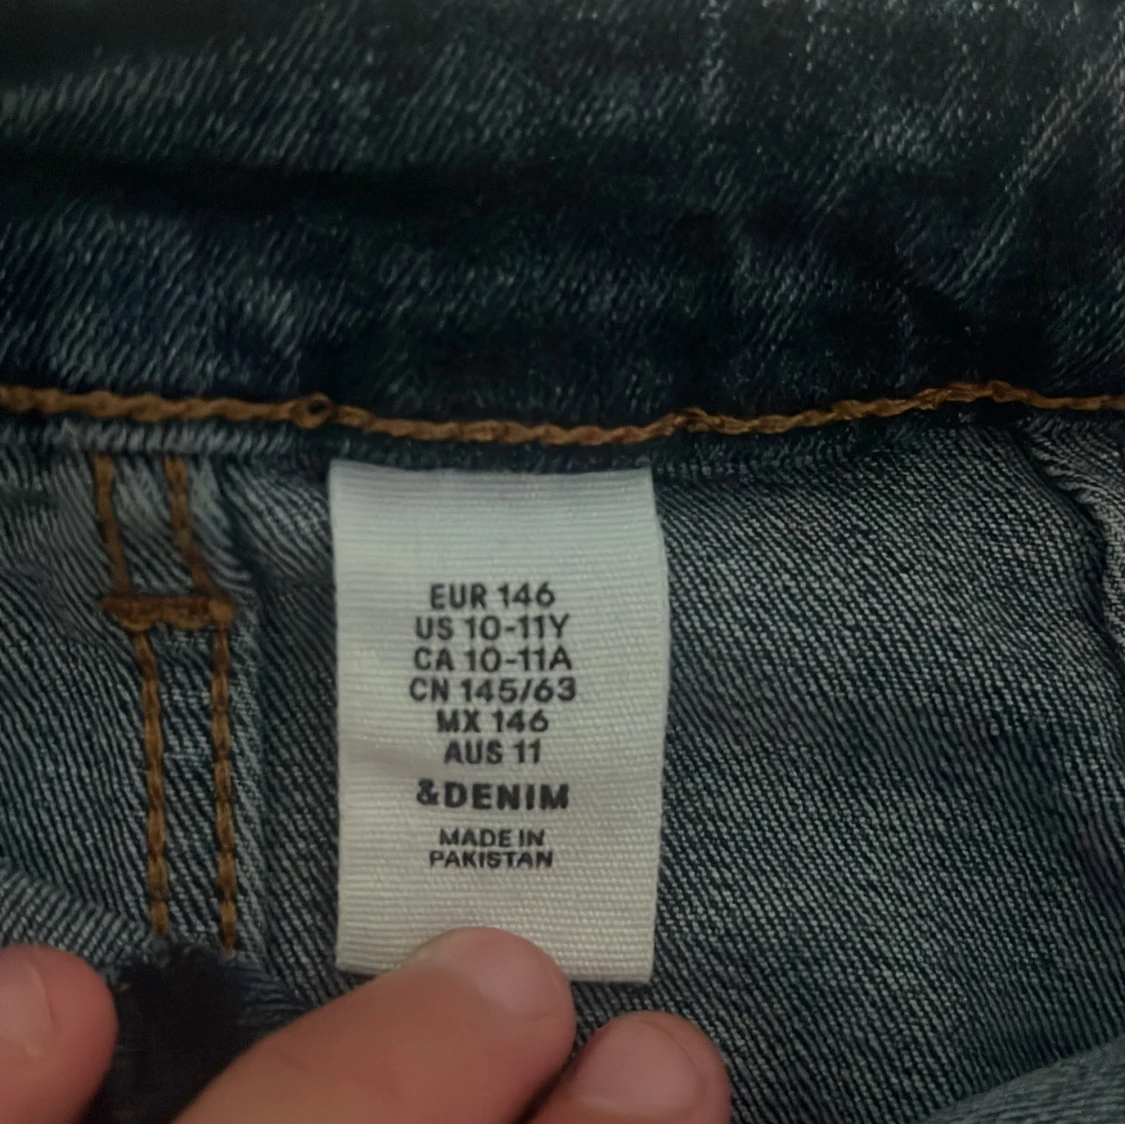 EUR 146
US 10-11Y
CA 10-11A
CN 145/63
MX 146
AUS 11
&DENIM
MADE IN
PAKISTAN